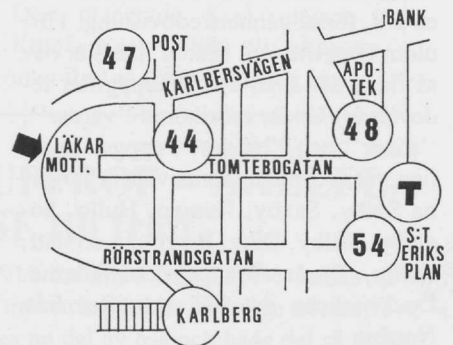 BANK
POST
47
KARLBERSVÄGEN
APO-
TEK
44
48
LÄKAR
MOTT.
TOMTEBOGATAN
T
54
S:T
ERIKS
PLAN
RÖRSTRANDSGATAN
KARLBERG